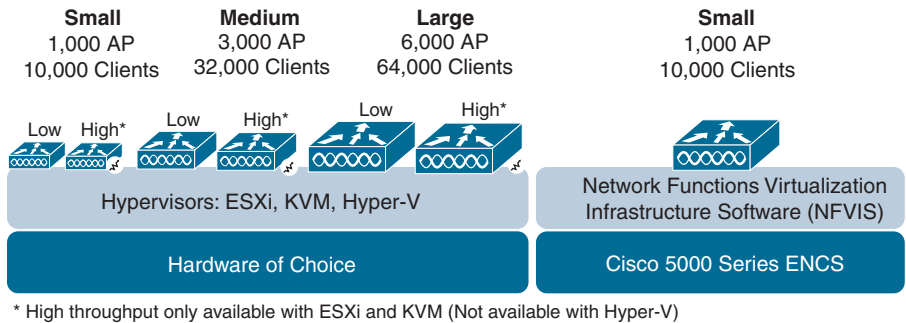 Small
1,000 AP
10,000 Clients
Medium
3,000 AP
32,000 Clients
Large
6,000 AP
64,000 Clients
Small
1,000 AP
10,000 Clients
Low
High*
Low
High*
Low
High*
Hypervisors: ESXi, KVM, Hyper-V
Network Functions Virtualization
Infrastructure Software (NFVIS)
Hardware of Choice
Cisco 5000 Series ENCS
* High throughput only available with ESXi and KVM (Not available with Hyper-V)